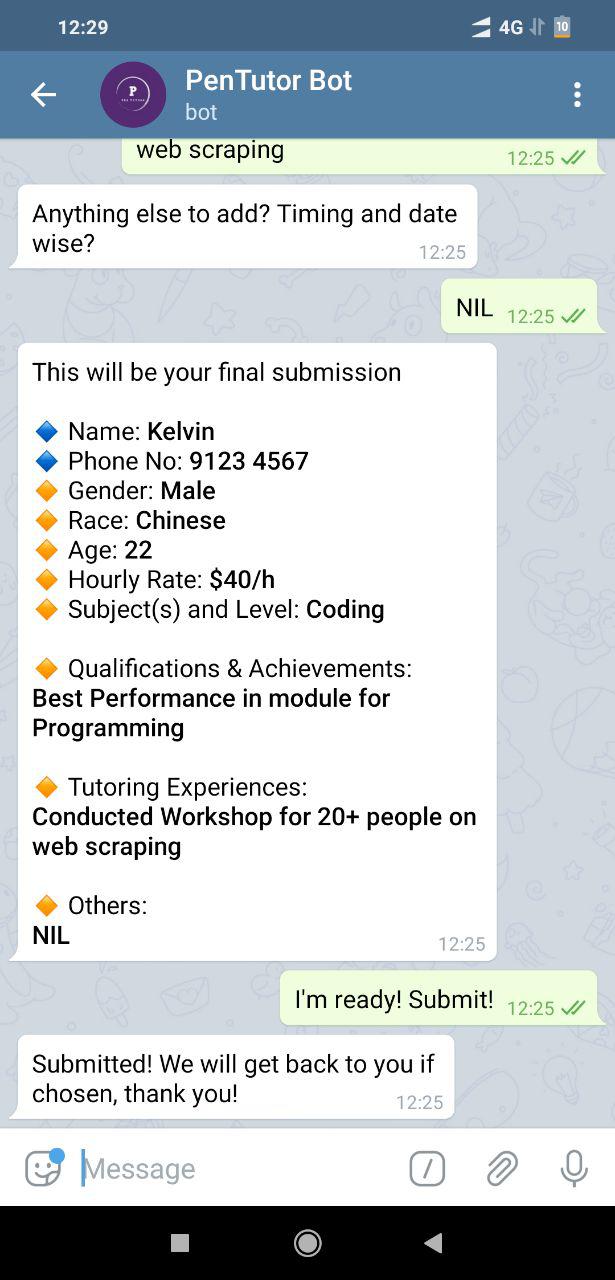 12:29
4G
10
P
PenTutor Bot
bot
web scraping
12:25
Anything else to add? Timing and date
wise?
12:25
NIL
12:25
This will be your final submission
Name: Kelvin
Phone No: 9123 4567
Gender: Male
Race: Chinese
Age: 22
Hourly Rate: $40/h
Subject(s) and Level: Coding
Qualifications & Achievements:
Best Performance in module for
Programming
Tutoring Experiences:
Conducted Workshop for 20+ people on
web scraping
Others:
NIL
12:25
I'm ready! Submit!
12:25
Submitted! We will get back to you if
chosen, thank you!
12:25
Message